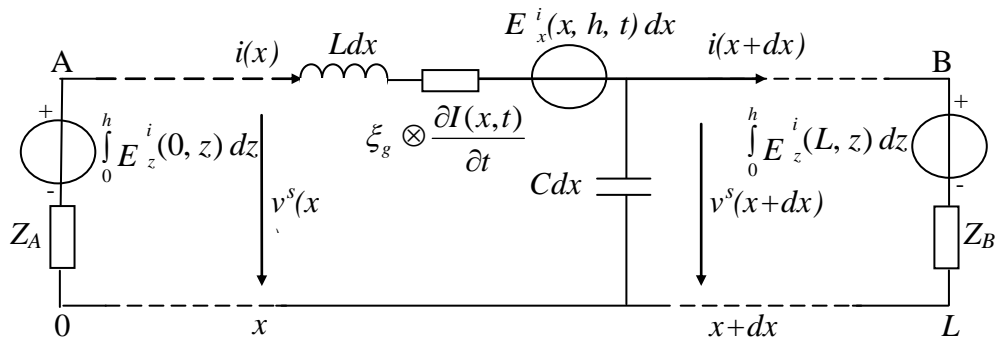 E^i_x(x, h, t) dx
A
i(x)
Ldx
i(x+dx)
B
+
∫_0^h E^i_z(0, z) dz
-
ξ_g ⊗ ∂I(x,t)/∂t
+
∫_0^h E^i_z(L, z) dz
-
Cdx
v^s(x
v^s(x+dx)
Z_A
Z_B
0
x
x+dx
L